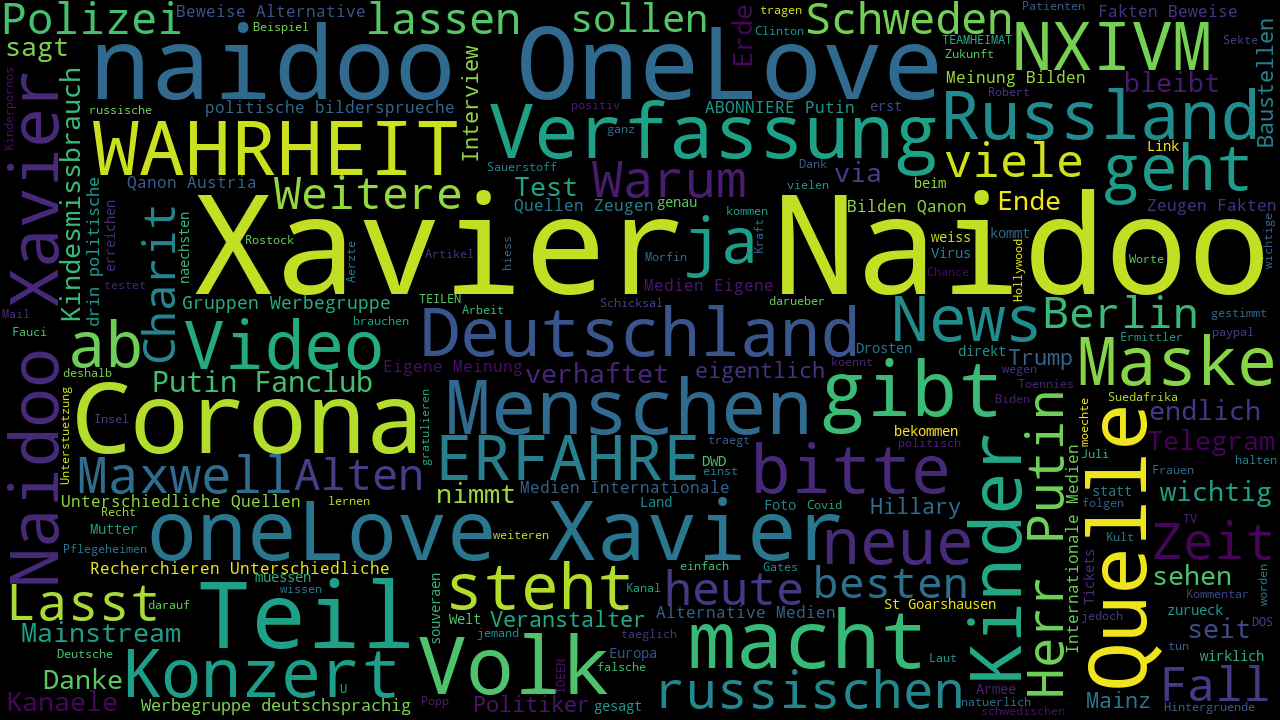 Polizei
Beweise Alternative
Beispiel
lassen
sollen
Erde
tragen
Clinton
Schweden
Patienten
Fakten Beweise
sagt
naidoo
OneLove
TEAMHEIMAT
Zukunft
NXIVM
Sekte
Baustellen
Kinderpornos
Xavier Naidoo
Kindesmissbrauch
russische
politische bildersprueche
Interview
positiv
ABONNIERE Putin
erst
Meinung Bilden
Robert
bleibt
WAHRHEIT
Verfassung
ganz
Russland
Link
Qanon Austria
Weitere
Sauerstoff
Test
Warum
Dank
vielen
via
beim
viele
geht
drin politische
erreichen
Charit
naechsten
Quellen Zeugen
genau
kommen
Bilden Qanon
Ende
Zeugen Fakten
Xavier Naidoo
Rostock
Aerzte
Artikel
hiess
Morfin
ja
Kraft
weiss
Virus
kommt
Chance
Hollywood
Worte
wichtige
testet
Mail
Fauci
Gruppen Werbegruppe
TEILEN
Arbeit
Medien Eigene
Schicksal
darueber
News
Berlin
gestimmt
ab
Video
brauchen
Deutschland
Drosten
direkt
Trump
Ermittler
paypal
deshalb
Putin Fanclub
Eigene Meinung
verhaftet
eigentlich
koennt
wegen
Toennies
Maske
Unterstuetzung
Insel
Corona
gratulieren
Menschen
gibt
Biden
Suedafrika
moechte
endlich
bekommen
politisch
ERFAHRE
traegt
DWD
einst
bitte
Juli
Telegram
halten
Maxwell
Alten
nimmt
Medien Internationale
Land
Foto
Covid
Hillary
Kinder
Herr Putin
Internationale Medien
Quelle
Frauen
statt
folgen
wichtig
Unterschiedliche Quellen
lernen
Recht
Mutter
Pflegeheimen
oneLove Xavier
weiteren
neue
TV
Kult
Zeit
Recherchieren Unterschiedliche
muessen
wissen
souveraen
einfach
Kanal
Gates
heute
besten
Tickets
sehen
worden
Kommentar
Lasst
darauf
Teil
steht
Welt
Veranstalter
jemand
taeglich
Alternative Medien
St Goarshausen
jedoch
zurueck
DOS
Mainstream
Deutsche
seit
tun
wirklich
Danke
Konzert
Volk
Europa
falsche
IDEEN
macht
Laut
Kanaele
Werbegruppe deutschsprachig
U
Popp
Politiker
gesagt
russischen
Armee
natuerlich
schwedischen
Mainz
Fall
Hintergruende